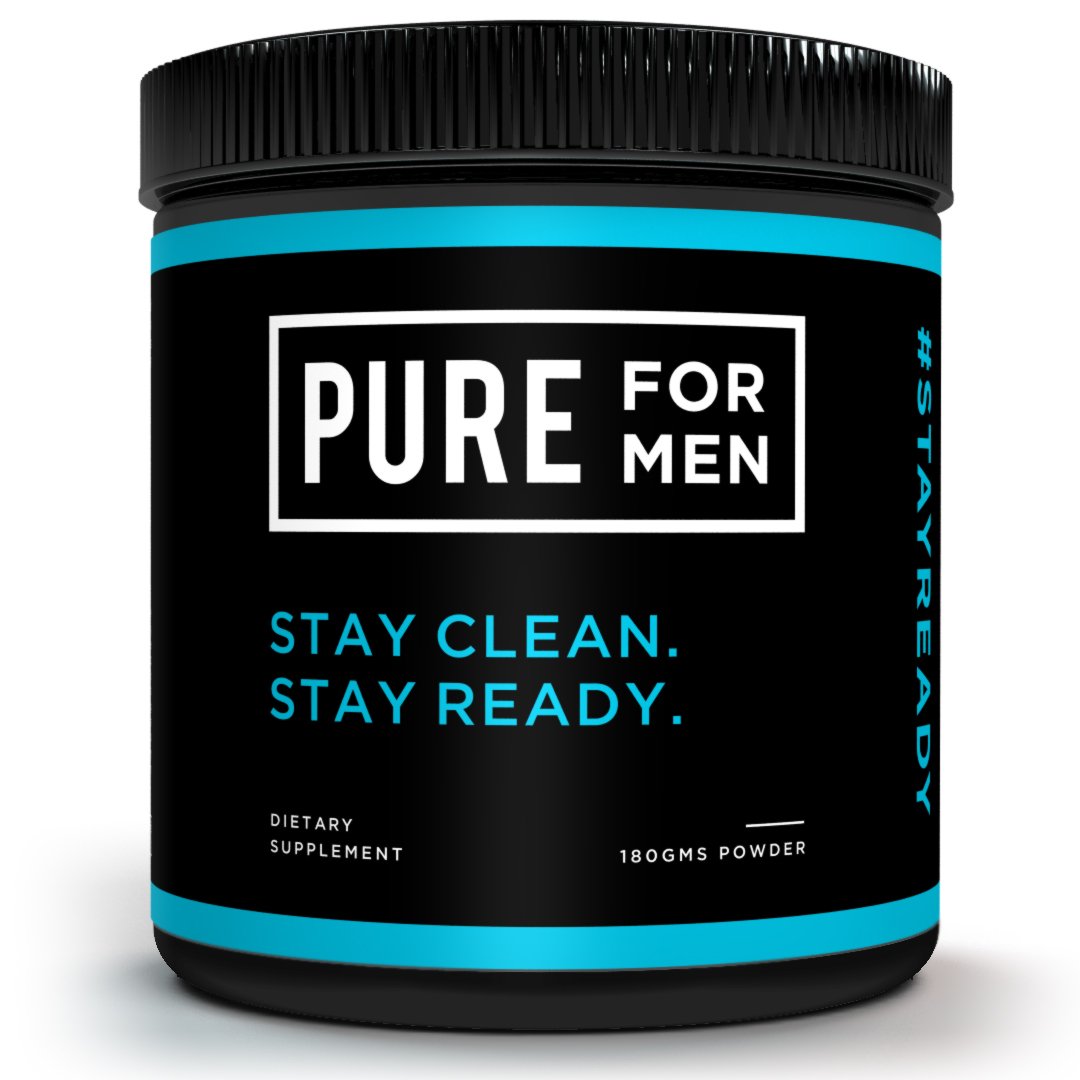 PURE FOR MEN
STAY CLEAN.
STAY READY.
DIETARY
SUPPLEMENT
180GMS POWDER
#STAYREADY